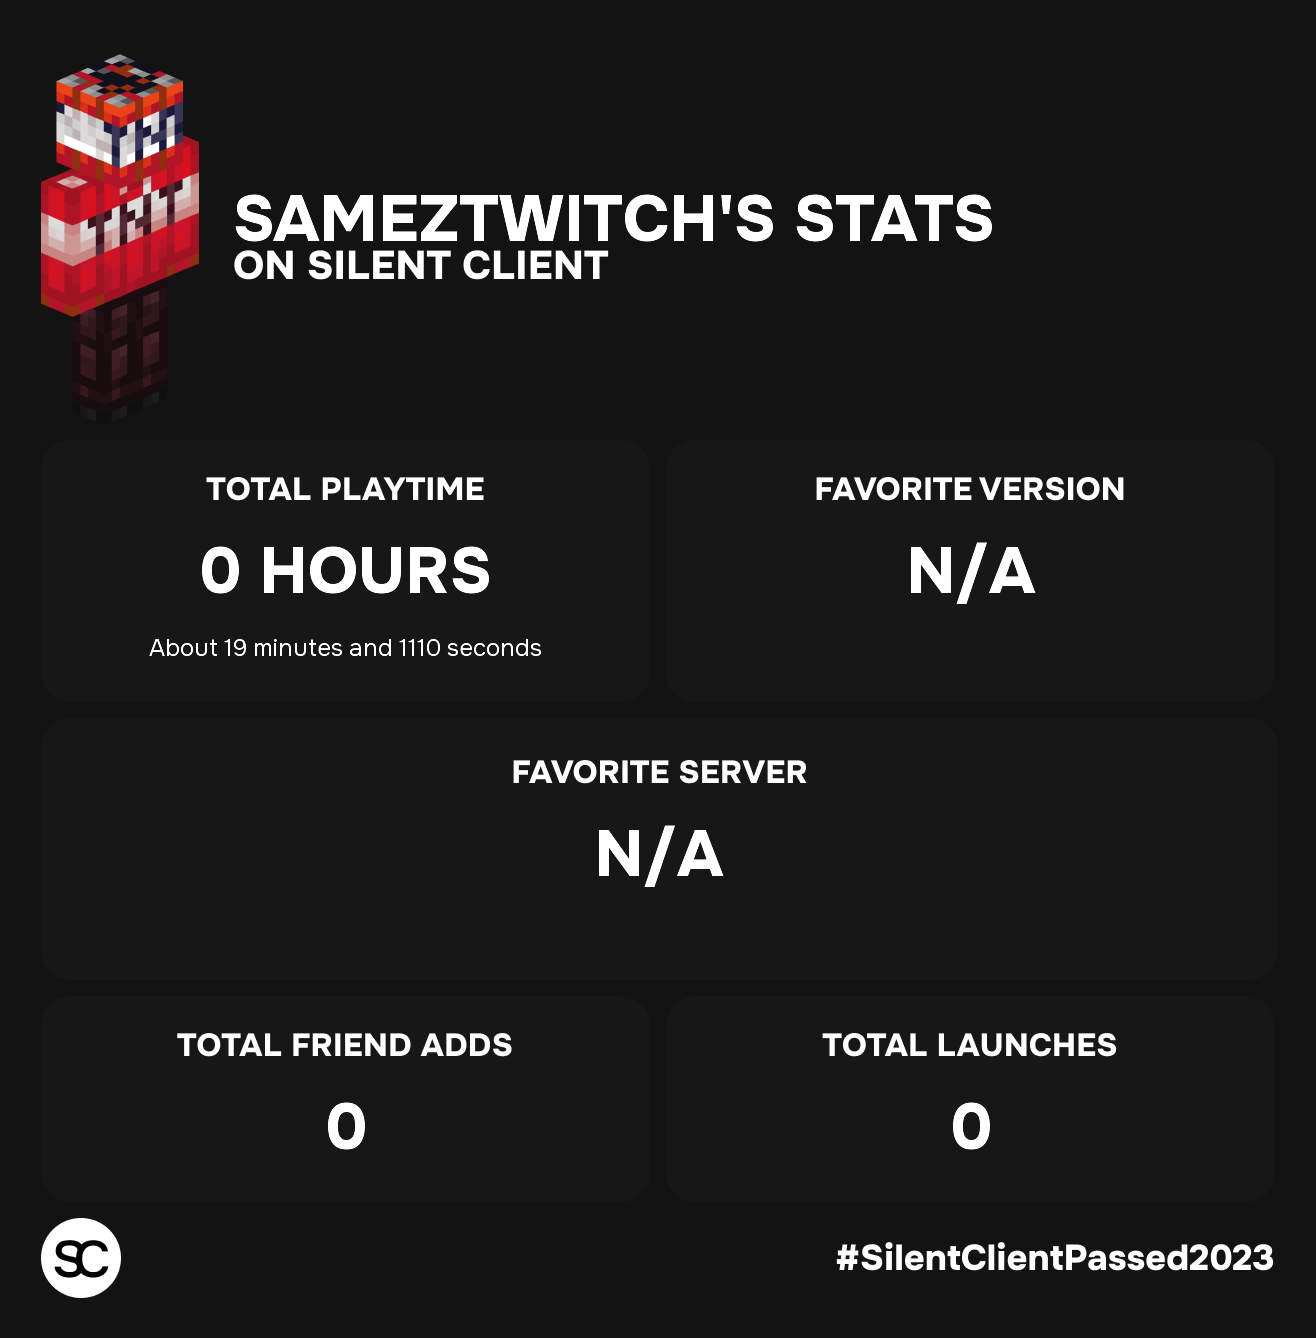 SAMEZTWITCH'S STATS
ON SILENT CLIENT
TOTAL PLAYTIME
0 HOURS
About 19 minutes and 1110 seconds
FAVORITE VERSION
N/A
FAVORITE SERVER
N/A
TOTAL FRIEND ADDS
0
TOTAL LAUNCHES
0
SC
#SilentClientPassed2023